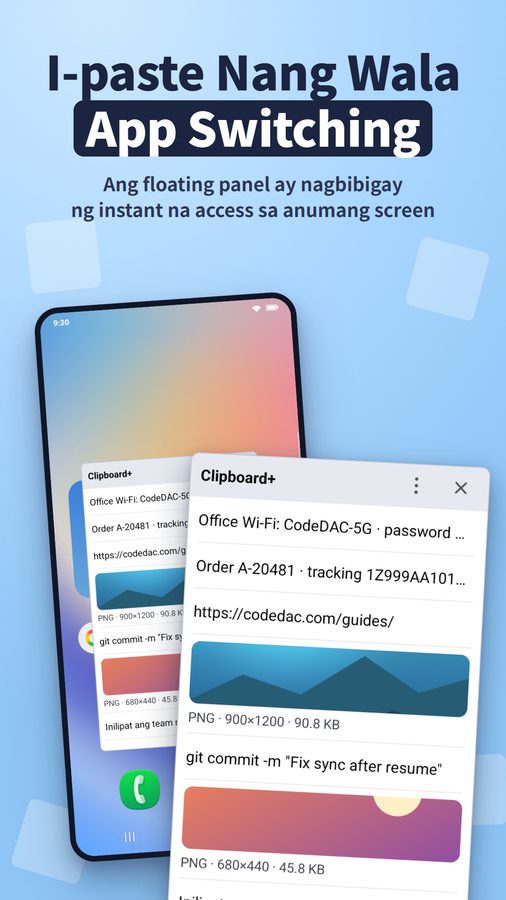 I-paste Nang Wala
App Switching
Ang floating panel ay nagbibigay
ng instant na access sa anumang screen
9:30
Clipboard+
Office Wi-Fi: CodeDAC-5G
Order A-20481 · tracking
https://codedac.com/g
PNG · 900×1200 · 90.8 K
git commit -m "Fix sy
PNG · 680×440 · 45.8
Inilipat ang team
Clipboard+
Office Wi-Fi: CodeDAC-5G · password ...
Order A-20481 · tracking 1Z999AA101...
https://codedac.com/guides/
PNG · 900×1200 · 90.8 KB
git commit -m "Fix sync after resume"
PNG · 680×440 · 45.8 KB